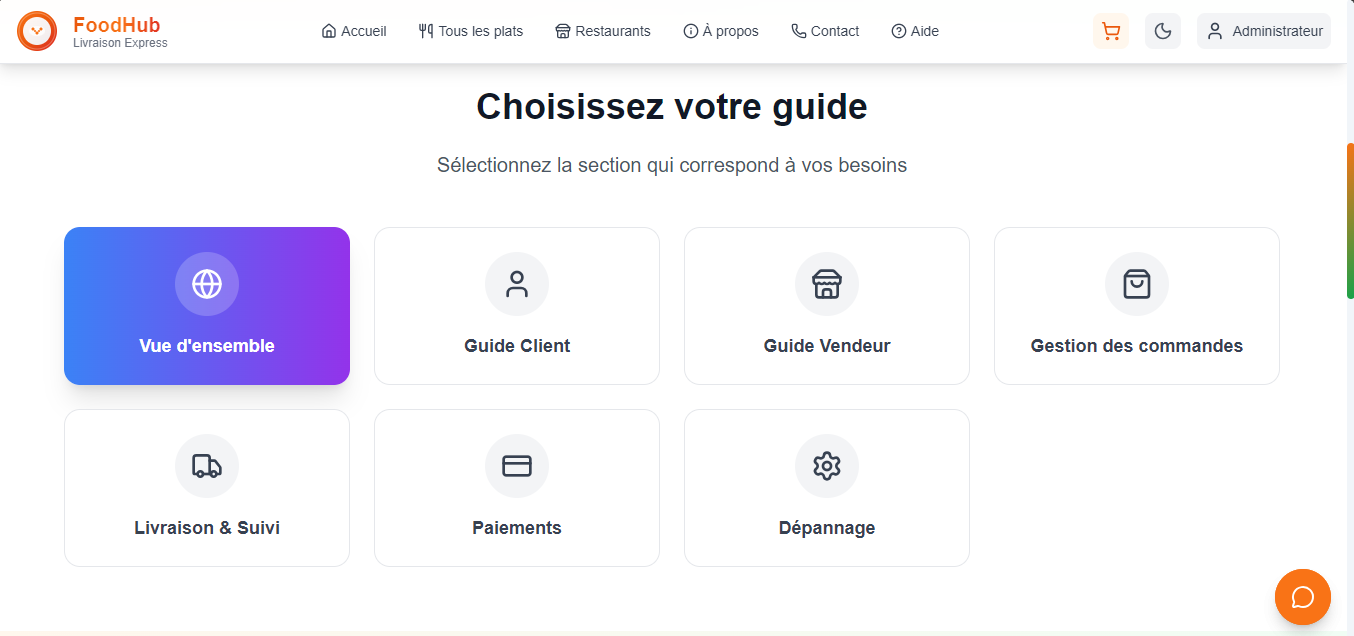 FoodHub
Livraison Express
Accueil
Tous les plats
Restaurants
À propos
Contact
Aide
Administrateur
Choisissez votre guide
Sélectionnez la section qui correspond à vos besoins
Vue d'ensemble
Guide Client
Guide Vendeur
Gestion des commandes
Livraison & Suivi
Paiements
Dépannage